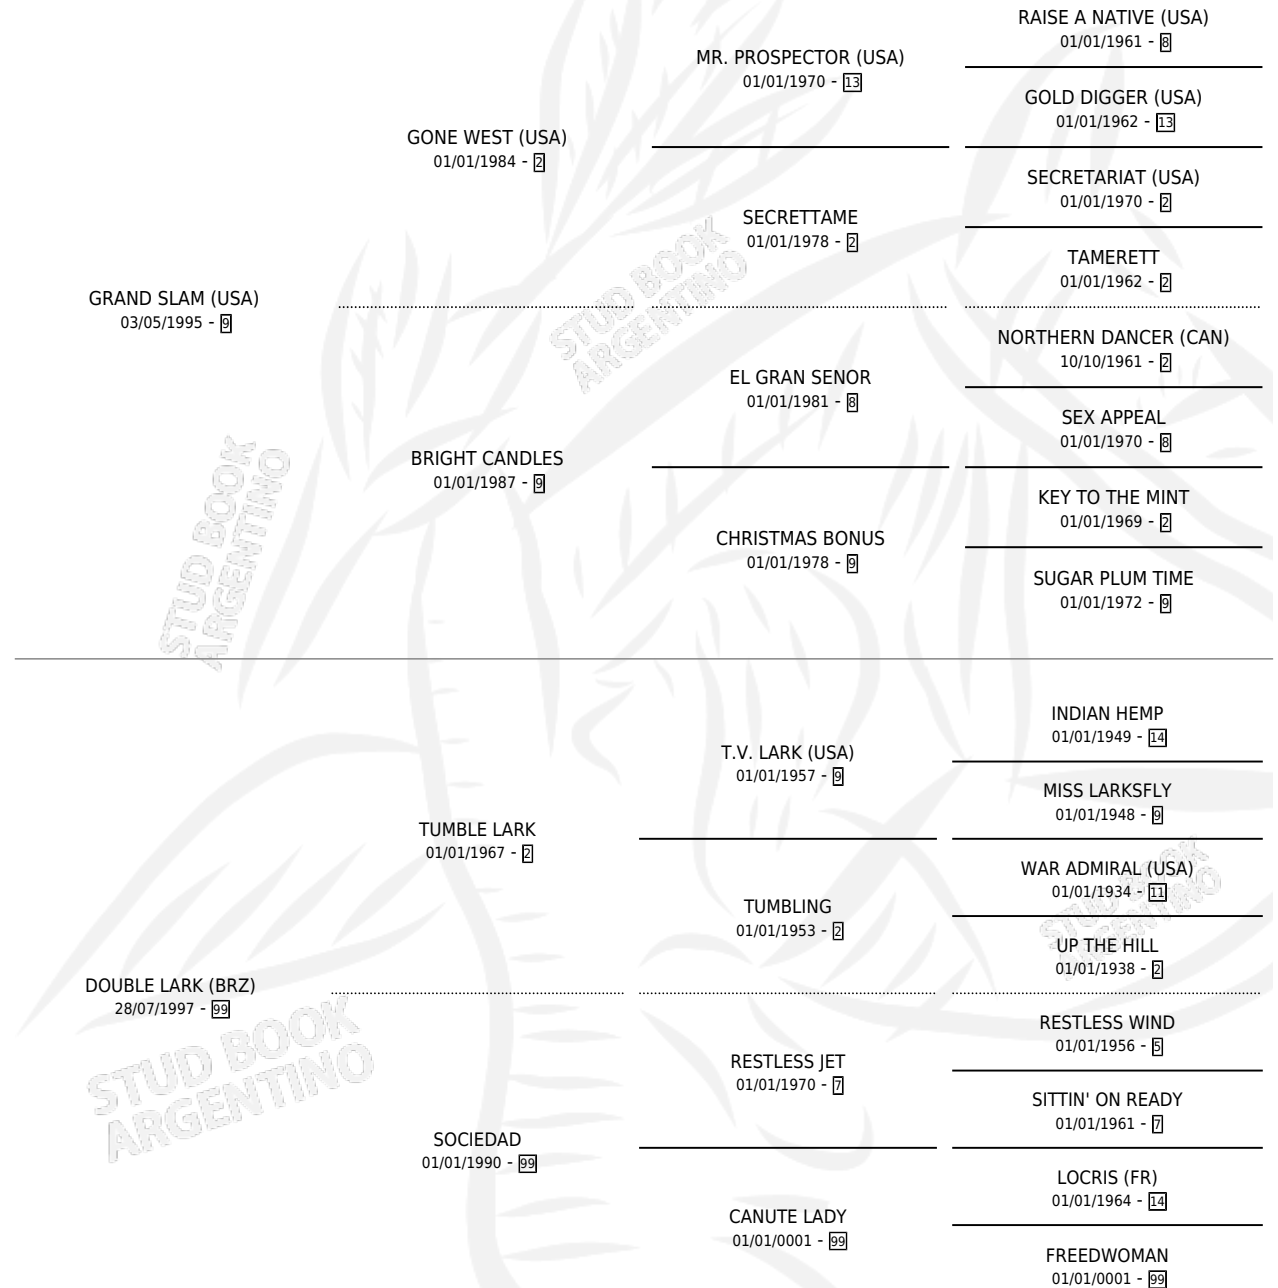 RAISE A NATIVE (USA)
01/01/1961 - 8
MR. PROSPECTOR (USA)
01/01/1970 - 13
GOLD DIGGER (USA)
01/01/1962 - 13
GONE WEST (USA)
01/01/1984 - 2
SECRETARIAT (USA)
01/01/1970 - 2
SECRETTAME
01/01/1978 - 2
TAMERETT
01/01/1962 - 2
GRAND SLAM (USA)
03/05/1995 - 9
NORTHERN DANCER (CAN)
10/10/1961 - 2
EL GRAN SENOR
01/01/1981 - 8
SEX APPEAL
01/01/1970 - 8
BRIGHT CANDLES
01/01/1987 - 9
KEY TO THE MINT
01/01/1969 - 2
CHRISTMAS BONUS
01/01/1978 - 9
SUGAR PLUM TIME
01/01/1972 - 9
STUD BOOK
ARGENTINO
STUD BOOK
ARGENTINO
INDIAN HEMP
01/01/1949 - 14
T.V. LARK (USA)
01/01/1957 - 9
MISS LARKSFLY
01/01/1948 - 9
TUMBLE LARK
01/01/1967 - 2
WAR ADMIRAL (USA)
01/01/1934 - 11
TUMBLING
01/01/1953 - 2
UP THE HILL
01/01/1938 - 2
STUD BOOK
ARGENTINO
DOUBLE LARK (BRZ)
28/07/1997 - 99
RESTLESS WIND
01/01/1956 - 5
RESTLESS JET
01/01/1970 - 7
SITTIN' ON READY
01/01/1961 - 7
STUD BOOK
ARGENTINO
SOCIEDAD
01/01/1990 - 99
LOCRIS (FR)
01/01/1964 - 14
CANUTE LADY
01/01/0001 - 99
FREEDWOMAN
01/01/0001 - 99